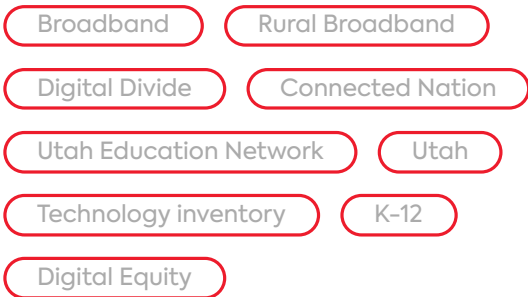 Broadband Rural Broadband
Digital Divide Connected Nation
Utah Education Network Utah
Technology inventory K-12
Digital Equity